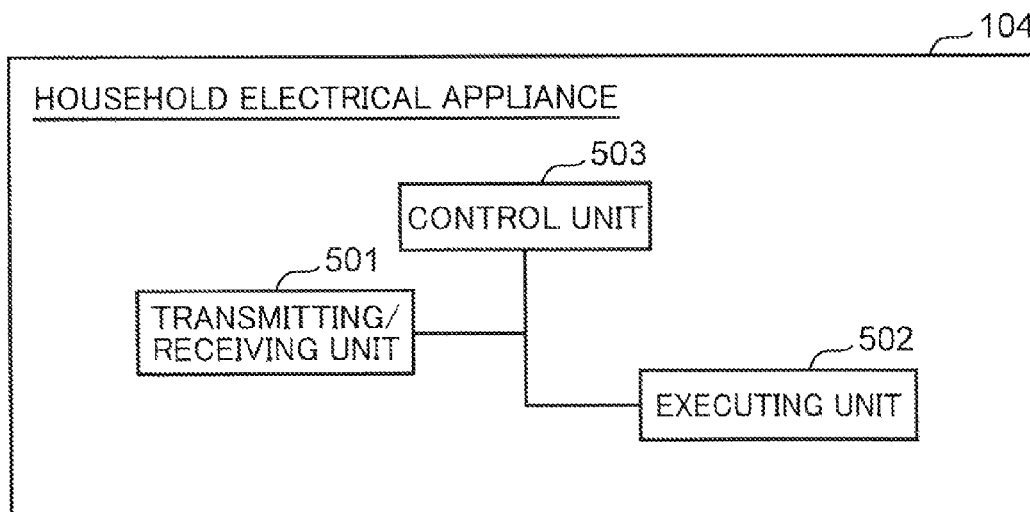 104
HOUSEHOLD ELECTRICAL APPLIANCE
503
CONTROL UNIT
501
TRANSMITTING/
RECEIVING UNIT
502
EXECUTING UNIT